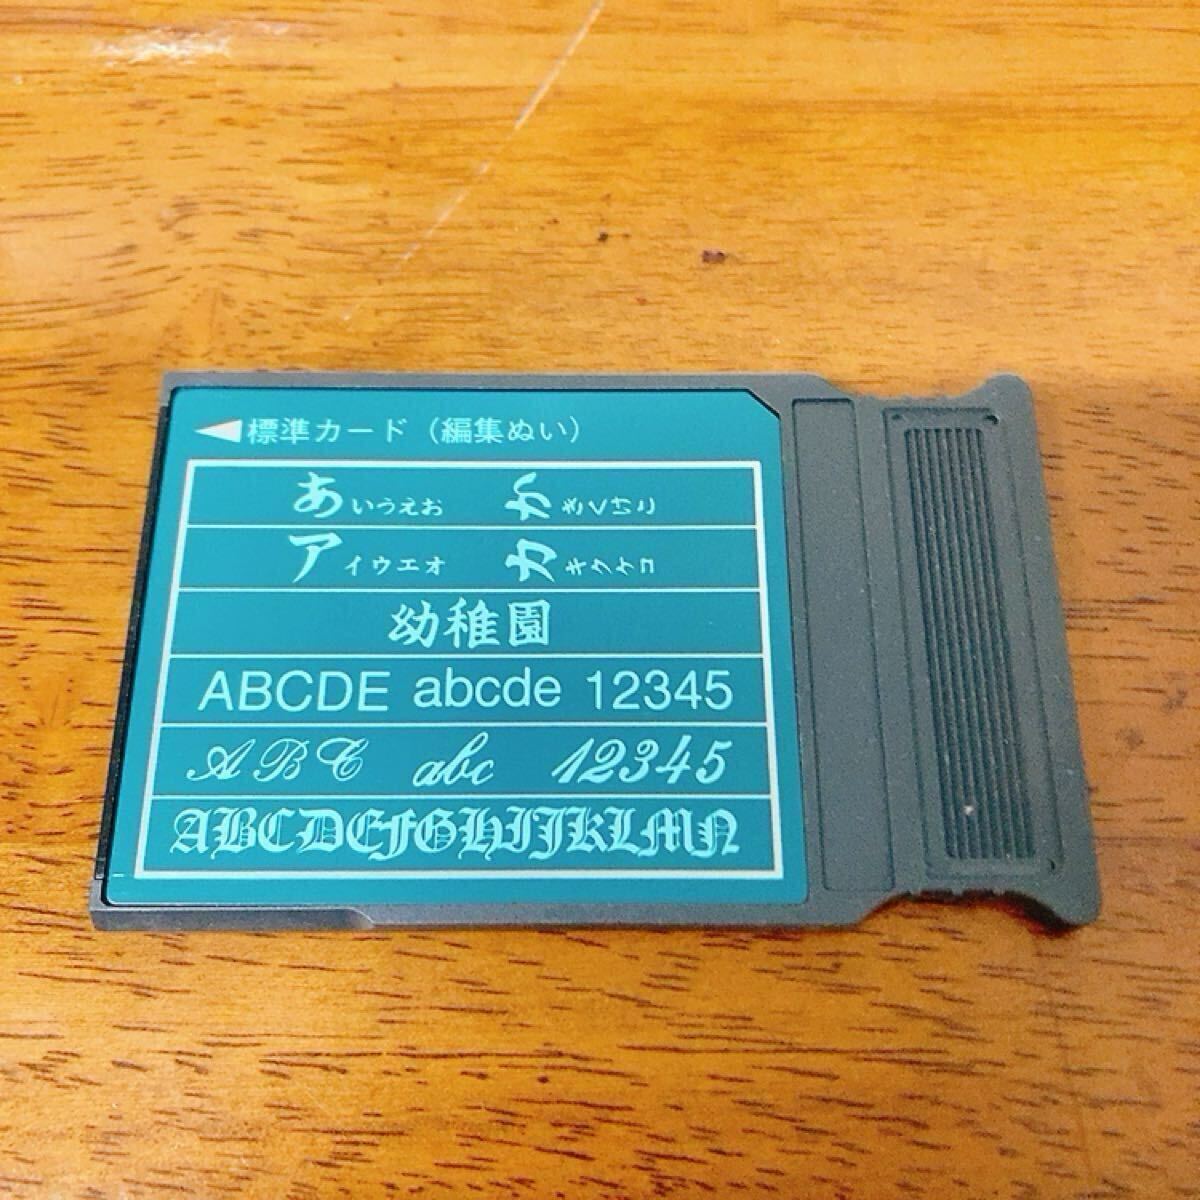 標準カード(編集ぬい)
あいうえお かきくけこ
アイウエオ カキクケコ
幼稚園
ABCDE abcde 12345
ABC abc 12345
ABCDEFGHIJKLMN